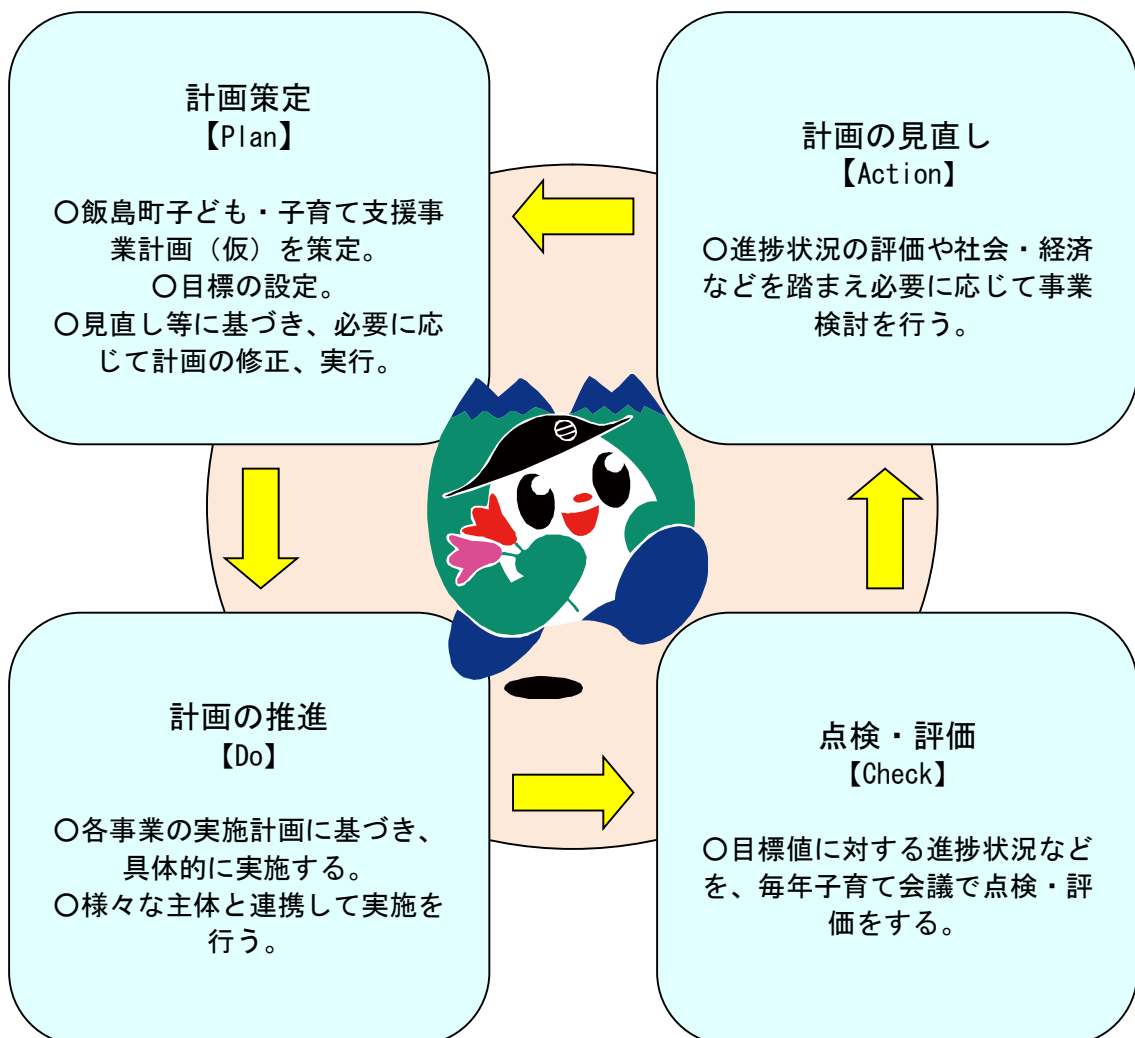 計画策定
【Plan】
〇飯島町子ども・子育て支援事
業計画（仮）を策定。
〇目標の設定。
〇見直し等に基づき、必要に応
じて計画の修正、実行。
計画の見直し
【Action】
〇進捗状況の評価や社会・経済
などを踏まえ必要に応じて事業
検討を行う。
計画の推進
【Do】
〇各事業の実施計画に基づき、
具体的に実施する。
〇様々な主体と連携して実施を
行う。
点検・評価
【Check】
〇目標値に対する進捗状況など
を、毎年子育て会議で点検・評
価をする。